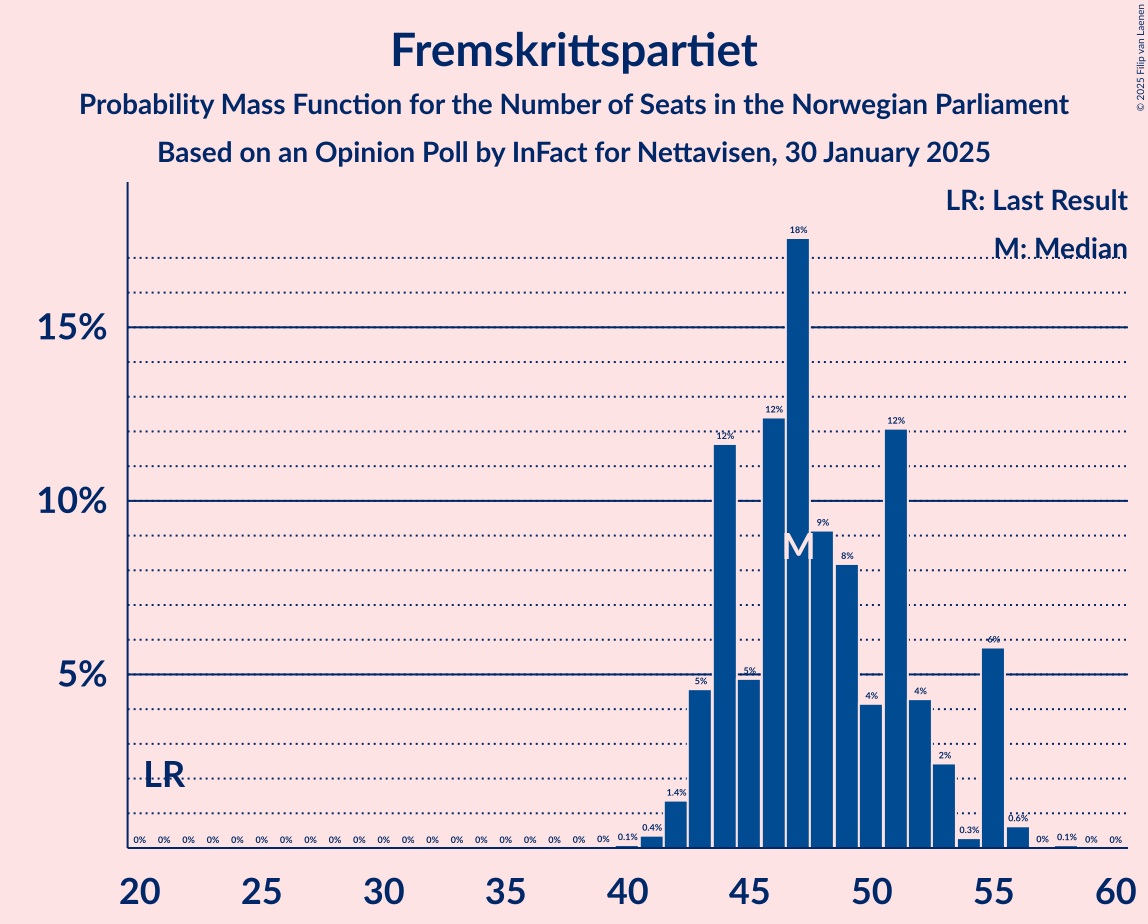 Fremskrittspartiet
Probability Mass Function for the Number of Seats in the Norwegian Parliament
Based on an Opinion Poll by InFact for Nettavisen, 30 January 2025
© 2025 Filip van Laenen
LR: Last Result
M: Median
15%
10%
5%
LR
M
0% 0% 0% 0% 0% 0% 0% 0% 0% 0% 0% 0% 0% 0% 0% 0% 0% 0% 0% 0% 0.1% 0.4% 1.4% 5% 12% 5% 12% 18% 9% 8% 4% 12% 4% 2% 0.3% 6% 0.6% 0% 0.1% 0% 0%
20 25 30 35 40 45 50 55 60